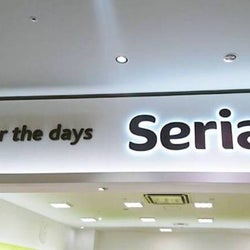 r the days Seria